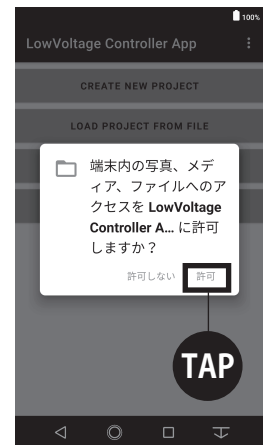 100%
LowVoltage Controller App
CREATE NEW PROJECT
LOAD PROJECT FROM FILE
端末内の写真、メデ
ィア、ファイルへのア
クセスを LowVoltage
Controller A... に許可
しますか？
許可しない 許可
TAP